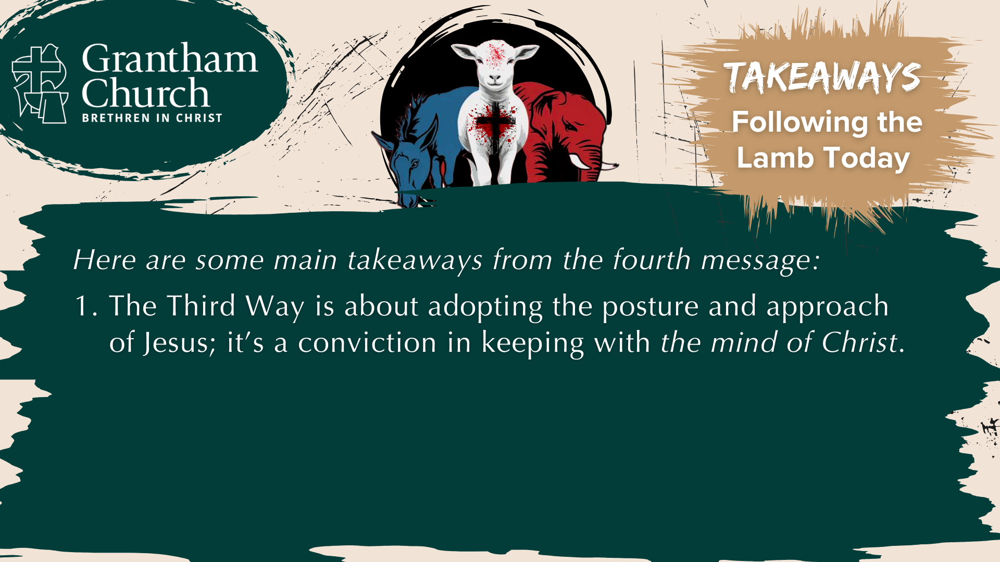 Grantham
Church
BRETHREN IN CHRIST
TAKEAWAYS
Following the
Lamb Today
Here are some main takeaways from the fourth message:
1. The Third Way is about adopting the posture and approach
of Jesus; it’s a conviction in keeping with the mind of Christ.